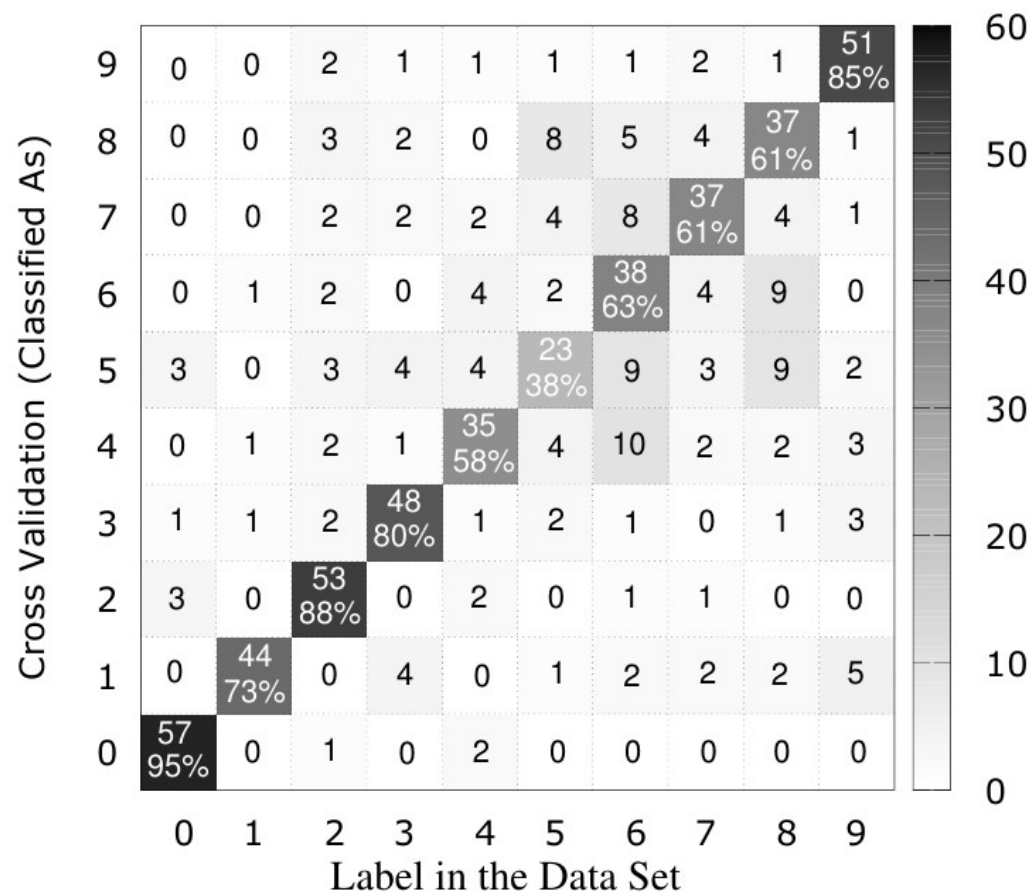 Cross Validation (Classified As)
9 0 0 2 1 1 1 1 2 1 51 85%
8 0 0 3 2 0 8 5 4 37 61% 1
7 0 0 2 2 2 4 8 37 61% 4 1
6 0 1 2 0 4 2 38 63% 4 9 0
5 3 0 3 4 4 23 38% 9 3 9 2
4 0 1 2 1 35 58% 4 10 2 2 3
3 1 1 2 48 80% 1 2 1 0 1 3
2 3 0 53 88% 0 2 0 1 1 0 0
1 0 44 73% 0 4 0 1 2 2 2 5
0 57 95% 0 1 0 2 0 0 0 0 0
0 1 2 3 4 5 6 7 8 9
Label in the Data Set
60
50
40
30
20
10
0